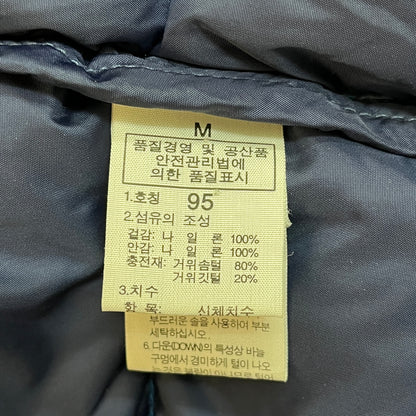 M
품질경영 및 공산품
안전관리법에
의한 품질표시
1.호칭 95
2.섬유의 조성
겉감: 나 일 론 100%
안감: 나 일 론 100%
충전재: 거위솜털 80%
거위깃털 20%
3.치수
목: 신체치수
부드러운 솔을 사용하여 부분
세탁하십시오.
6. 다운(DOWN)의 특성상 바늘
구멍에서 경미하게 털이 나